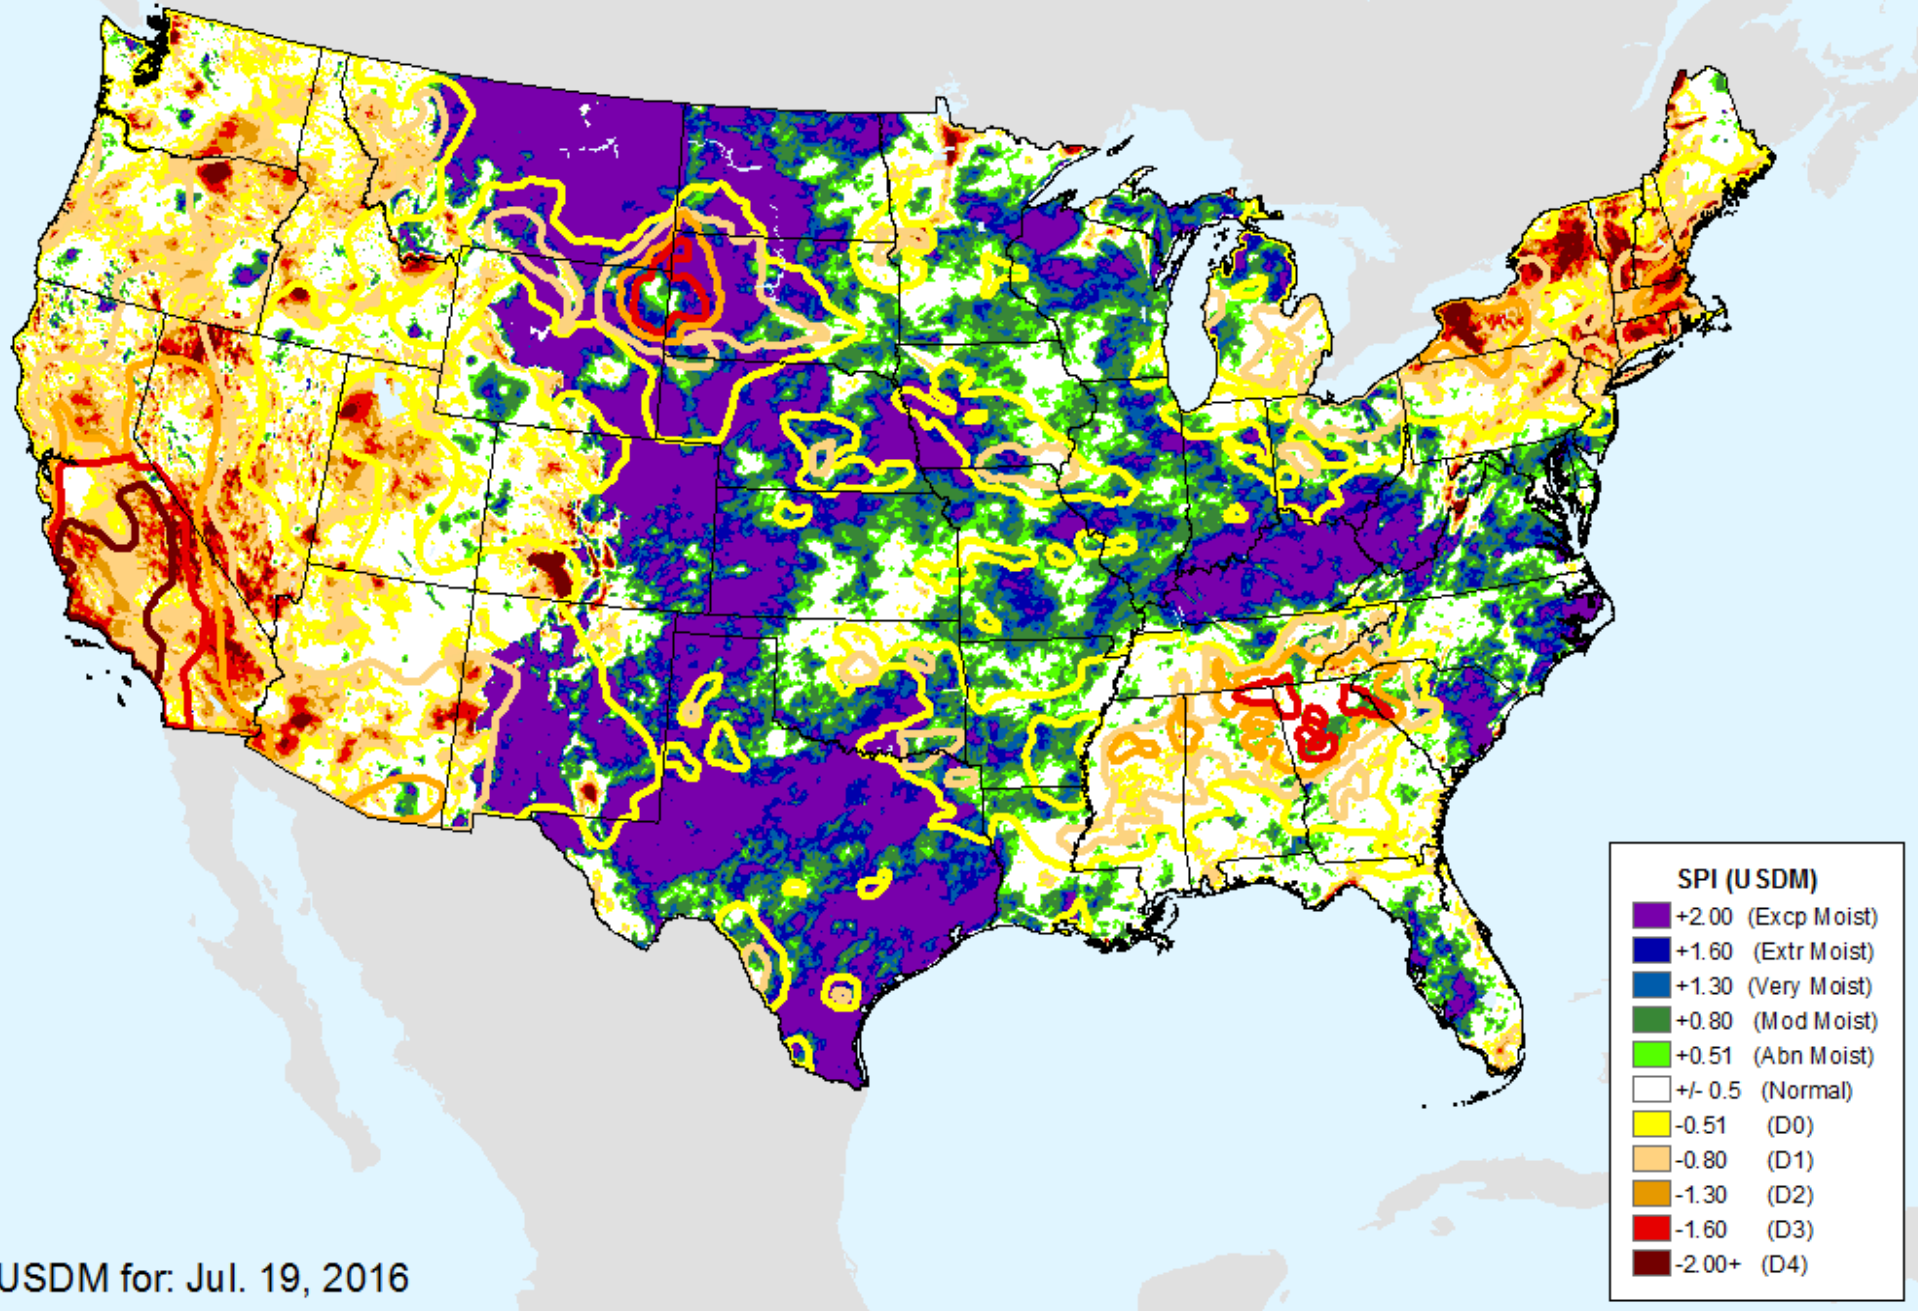 SPI (USDM)
+2.00 (Excp Moist)
+1.60 (Extr Moist)
+1.30 (Very Moist)
+0.80 (Mod Moist)
+0.51 (Abn Moist)
+/- 0.5 (Normal)
-0.51 (D0)
-0.80 (D1)
-1.30 (D2)
-1.60 (D3)
-2.00+ (D4)
USDM for: Jul. 19, 2016